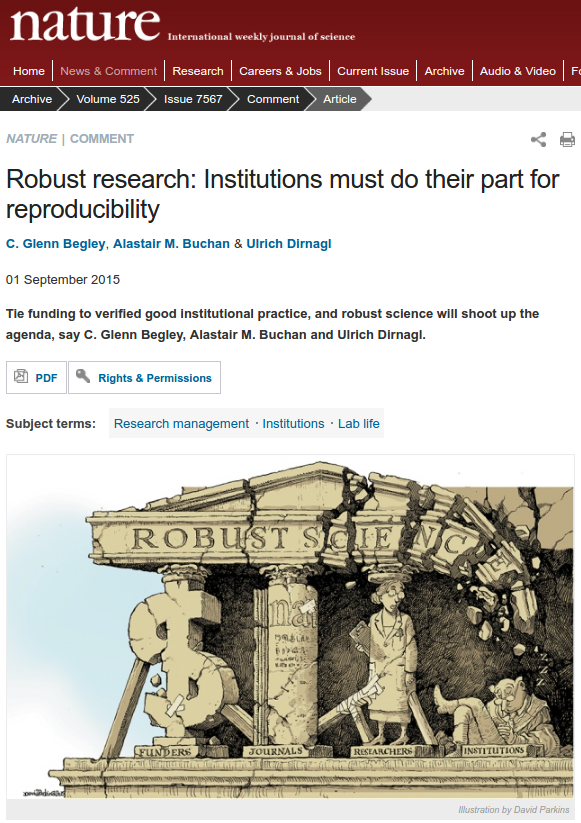 nature International weekly journal of science
Home News & Comment Research Careers & Jobs Current Issue Archive Audio & Video
Archive Volume 525 Issue 7567 Comment Article
NATURE | COMMENT
Robust research: Institutions must do their part for
reproducibility
C. Glenn Begley, Alastair M. Buchan & Ulrich Dirnagl
01 September 2015
Tie funding to verified good institutional practice, and robust science will shoot up the
agenda, say C. Glenn Begley, Alastair M. Buchan and Ulrich Dirnagl.
PDF Rights & Permissions
Subject terms: Research management · Institutions · Lab life
ROBUST SCIENC
FUNDERS JOURNALS RESEARCHERS INSTITUTIONS
Illustration by David Parkins